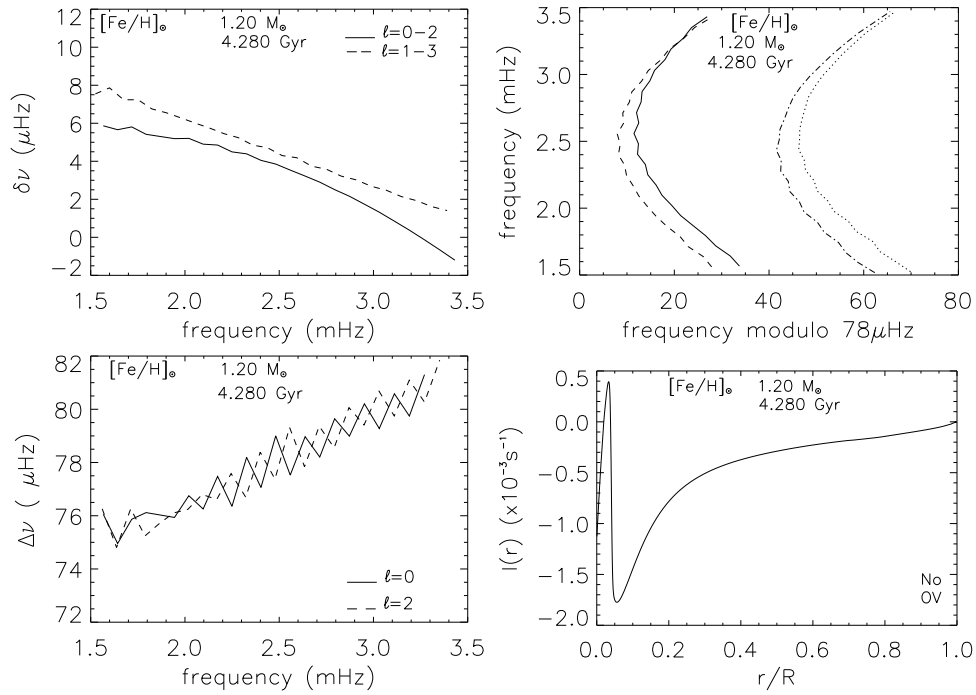 12
10
8
6
4
2
0
−2
δν (μHz)
[Fe/H]⊙
1.20 M⊙
4.280 Gyr
ℓ=0−2
ℓ=1−3
1.5 2.0 2.5 3.0 3.5
frequency (mHz)
3.5
3.0
2.5
2.0
1.5
frequency (mHz)
[Fe/H]⊙
1.20 M⊙
4.280 Gyr
0 20 40 60 80
frequency modulo 78μHz
82
80
78
76
75
72
Δν ( μHz)
[Fe/H]⊙
1.20 M⊙
4.280 Gyr
ℓ=0
ℓ=2
1.5 2.0 2.5 3.0 3.5
frequency (mHz)
0.5
0.0
−0.5
−1.0
−1.5
−2.0
I(r) (x10⁻³s⁻¹)
[Fe/H]⊙ 1.20 M⊙
4.280 Gyr
No
OV
0.0 0.2 0.4 0.6 0.8 1.0
r/R